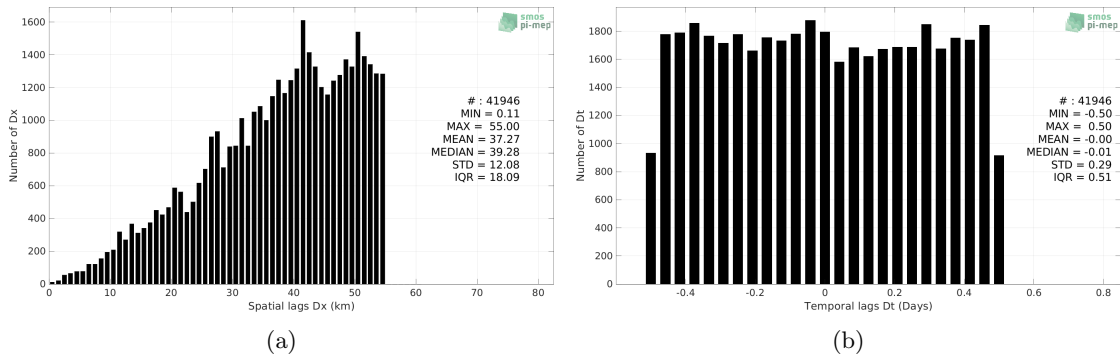 1600
1400
1200
1000
800
600
400
200
0
Number of Dx
smos
pi-mep
# : 41946
MIN = 0.11
MAX = 55.00
MEAN = 37.27
MEDIAN = 39.28
STD = 12.08
IQR = 18.09
0 10 20 30 40 50 60 70 80
Spatial lags Dx (km)
(a)
1800
1600
1400
1200
1000
800
600
400
200
0
Number of Dt
smos
pi-mep
# : 41946
MIN = -0.50
MAX = 0.50
MEAN = -0.00
MEDIAN = -0.01
STD = 0.29
IQR = 0.51
-0.4 -0.2 0 0.2 0.4 0.6 0.8
Temporal lags Dt (Days)
(b)